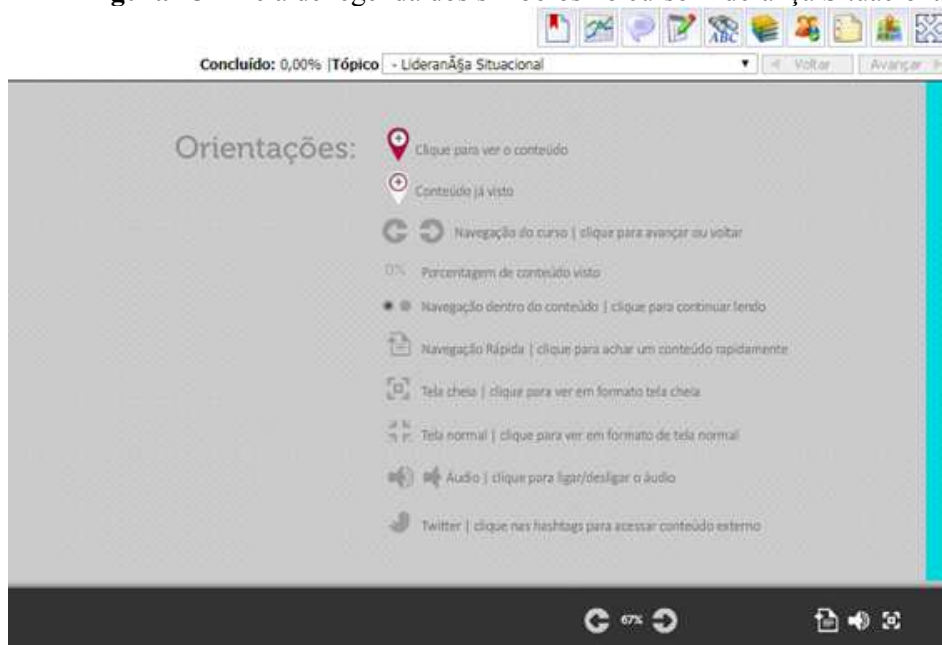 ABC
Concluído: 0,00% |Tópico - LideranÃ§a Situacional Voltar Avançar
Orientações:
Clique para ver o conteúdo
Conteúdo já visto
Navegação do curso | clique para avançar ou voltar
0% Porcentagem de conteúdo visto
Navegação dentro do conteúdo | clique para continuar lendo
Navegação Rápida | clique para achar um conteúdo rapidamente
Tela cheia | clique para ver em formato tela cheia
Tela normal | clique para ver em formato de tela normal
Áudio | clique para ligar/desligar o áudio
Twitter | clique nas hashtags para acessar conteúdo externo
67%